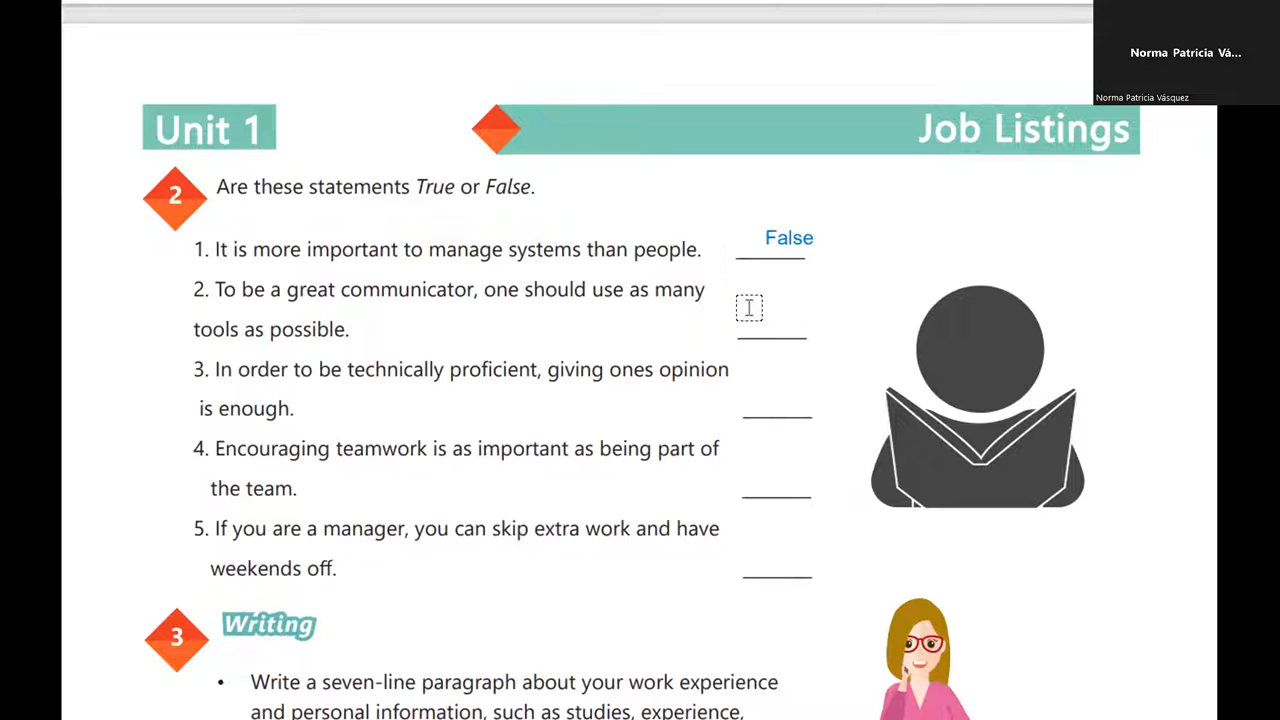 Norma Patricia Vá...
Norma Patricia Vásquez
Unit 1
Job Listings
2
Are these statements True or False.
1. It is more important to manage systems than people.
False
2. To be a great communicator, one should use as many
tools as possible.
3. In order to be technically proficient, giving ones opinion
is enough.
4. Encouraging teamwork is as important as being part of
the team.
5. If you are a manager, you can skip extra work and have
weekends off.
3
Writing
• Write a seven-line paragraph about your work experience
and personal information, such as studies, experience,